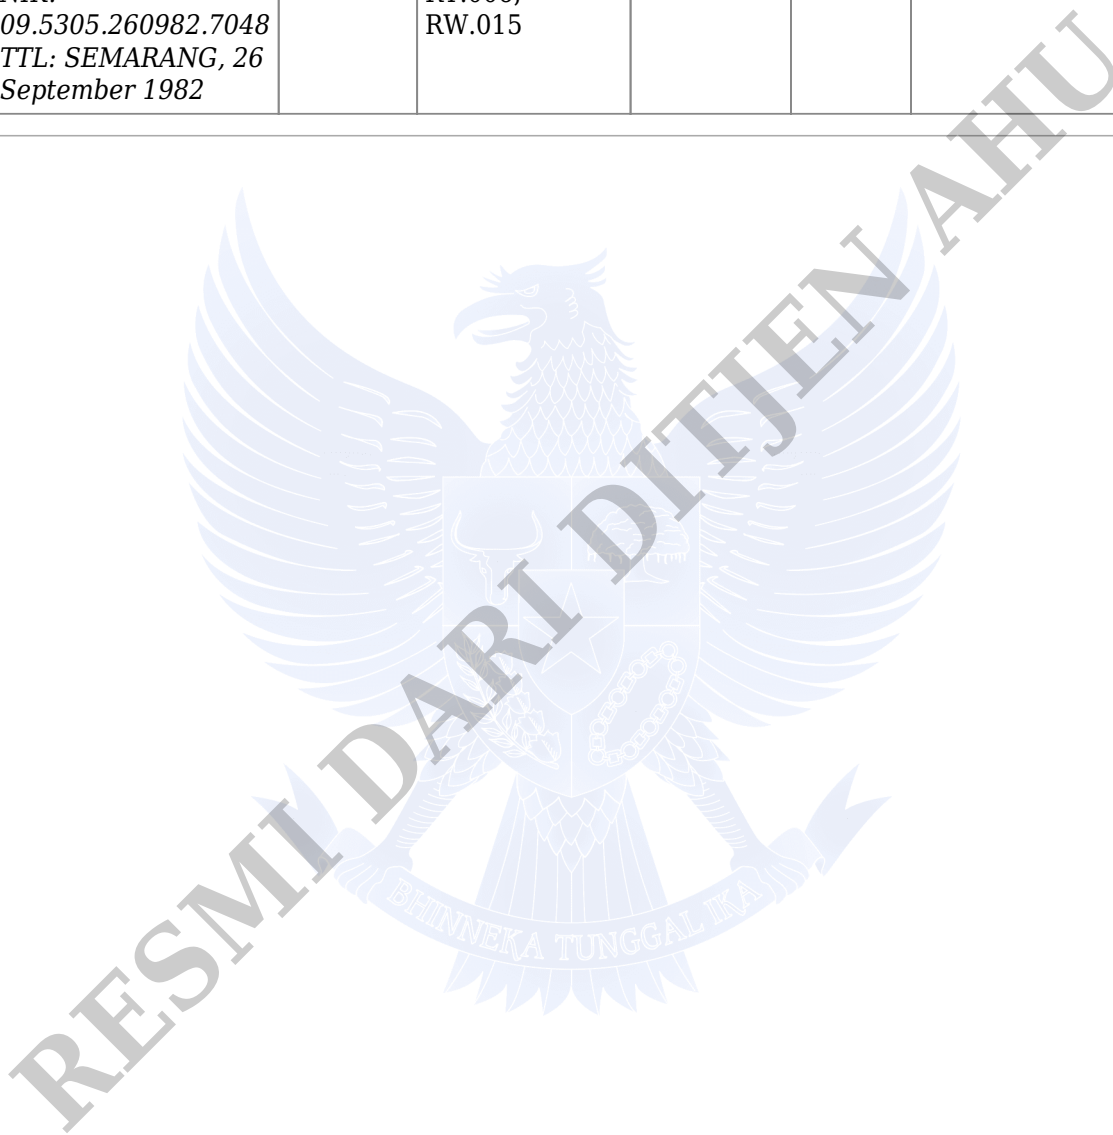 09.5305.260982.7048
TTL: SEMARANG, 26
September 1982
RW.015
RESMI DARI DITJEN AHU
BHINNEKA TUNGGAL IKA